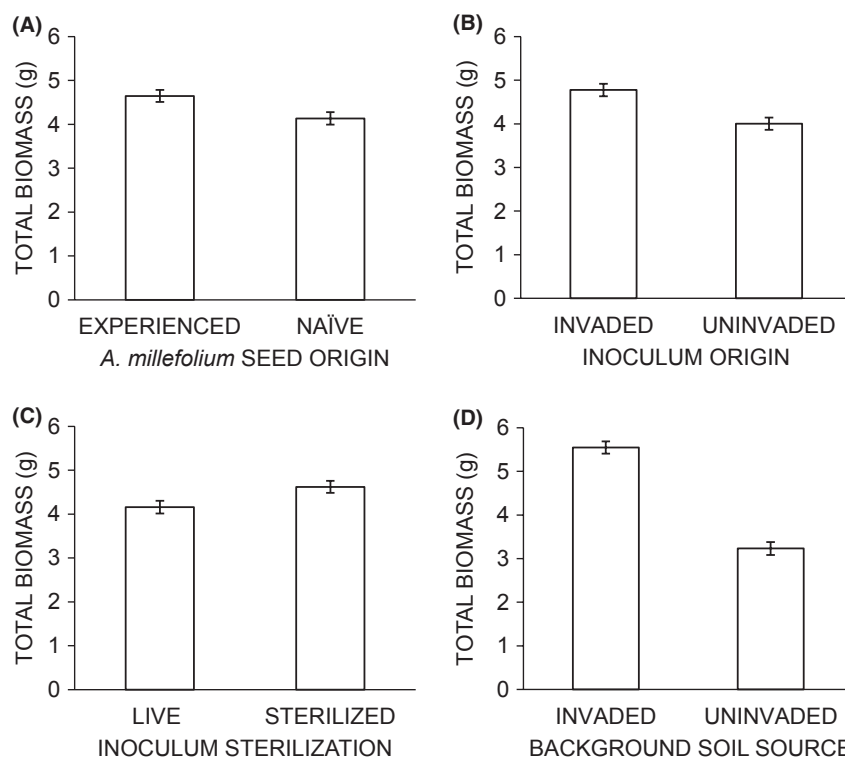 (A)
TOTAL BIOMASS (g)
6
5
4
3
2
1
0
EXPERIENCED NAÏVE
A. millefolium SEED ORIGIN
(B)
TOTAL BIOMASS (g)
6
5
4
3
2
1
0
INVADED UNINVADED
INOCULUM ORIGIN
(C)
TOTAL BIOMASS (g)
6
5
4
3
2
1
0
LIVE STERILIZED
INOCULUM STERILIZATION
(D)
TOTAL BIOMASS (g)
6
5
4
3
2
1
0
INVADED UNINVADED
BACKGROUND SOIL SOURCE